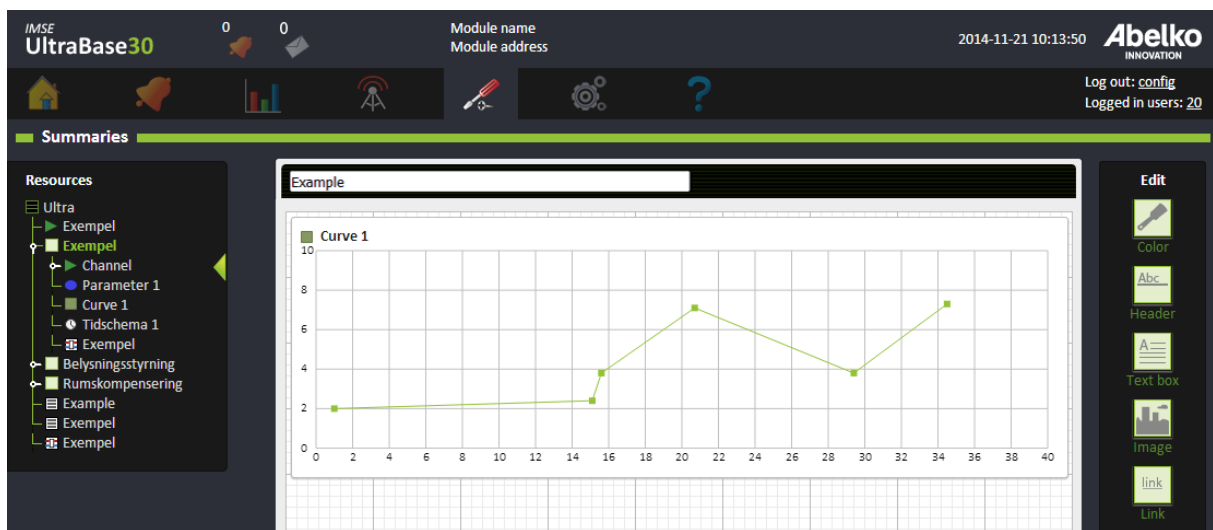 IMSE
UltraBase30
0
0
Module name
Module address
2014-11-21 10:13:50
Abelko
INNOVATION
Log out: config
Logged in users: 20
Summaries
Resources
Ultra
Exempel
Exempel
Channel
Parameter 1
Curve 1
Tidschema 1
Exempel
Belysningsstyrning
Rumskompensering
Example
Exempel
Exempel
Example
Curve 1
10
8
6
4
2
0
0 2 4 6 8 10 12 14 16 18 20 22 24 26 28 30 32 34 36 38 40
Edit
Color
Abc
Header
A
Text box
Image
link
Link